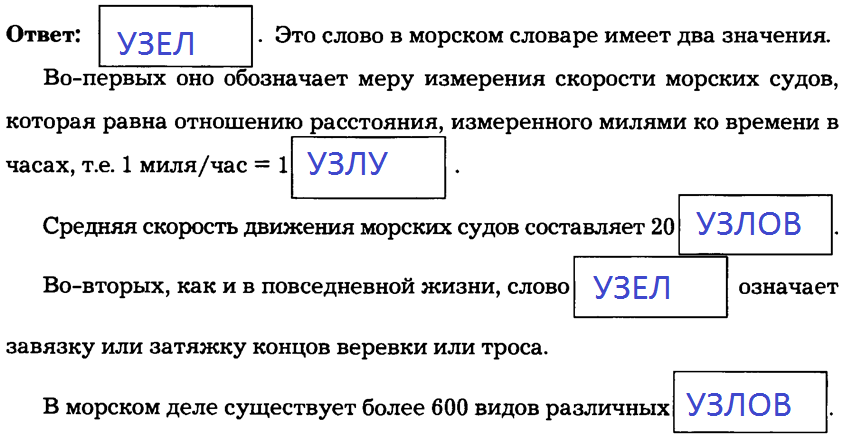 Ответ: УЗЕЛ . Это слово в морском словаре имеет два значения.
Во-первых оно обозначает меру измерения скорости морских судов,
которая равна отношению расстояния, измеренного милями ко времени в
часах, т.е. 1 миля/час = 1 УЗЛУ .
Средняя скорость движения морских судов составляет 20 УЗЛОВ .
Во-вторых, как и в повседневной жизни, слово УЗЕЛ означает
завязку или затяжку концов веревки или троса.
В морском деле существует более 600 видов различных УЗЛОВ .